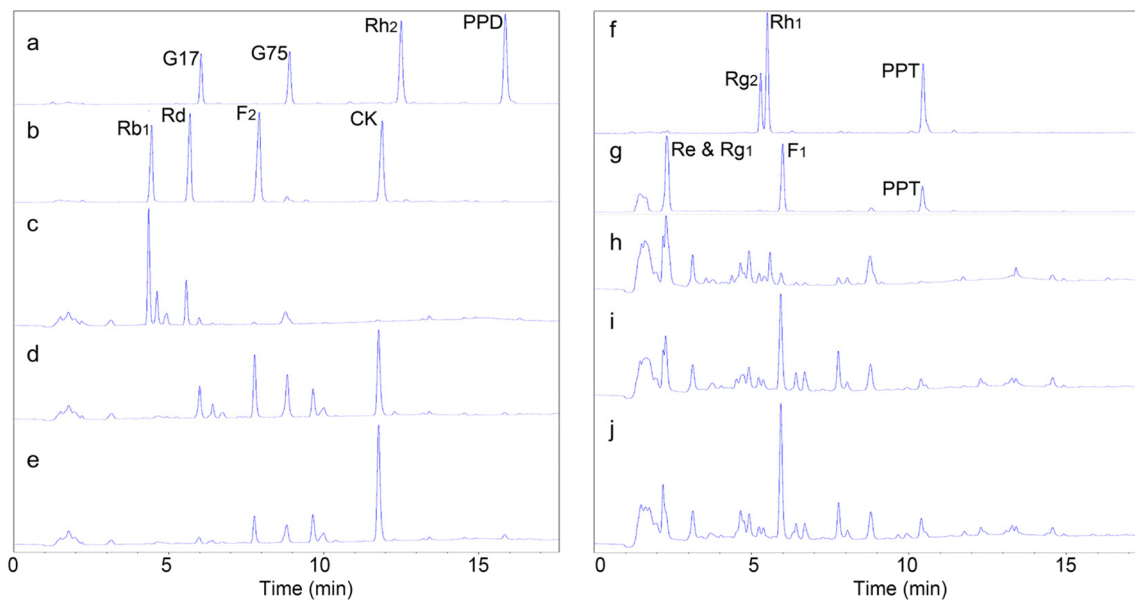 a
G17
G75
Rh2
PPD
b
Rb1
Rd
F2
CK
c
d
e
0
5
10
15
Time (min)
f
Rg2
Rh1
PPT
g
Re & Rg1
F1
PPT
h
i
j
0
5
10
15
Time (min)